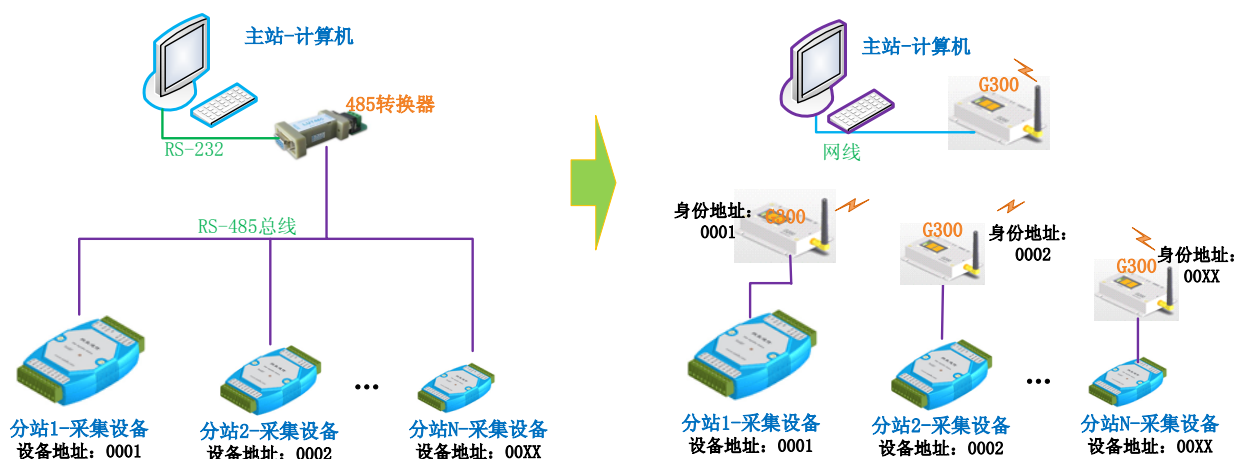 主站-计算机
485转换器
RS-232
RS-485总线
分站1-采集设备
设备地址：0001
分站2-采集设备
设备地址：0002
...
分站N-采集设备
设备地址：00XX
主站-计算机
G300
网线
身份地址：
0001
G300
G300
身份地址：
0002
G300
身份地址：
00XX
分站1-采集设备
设备地址：0001
分站2-采集设备
设备地址：0002
...
分站N-采集设备
设备地址：00XX